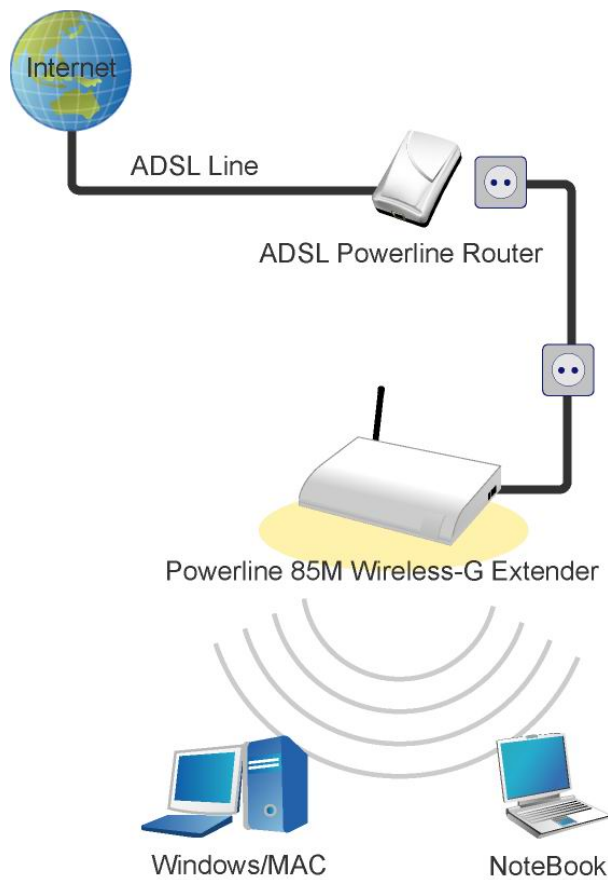 Internet
ADSL Line
ADSL Powerline Router
Powerline 85M Wireless-G Extender
Windows/MAC
NoteBook